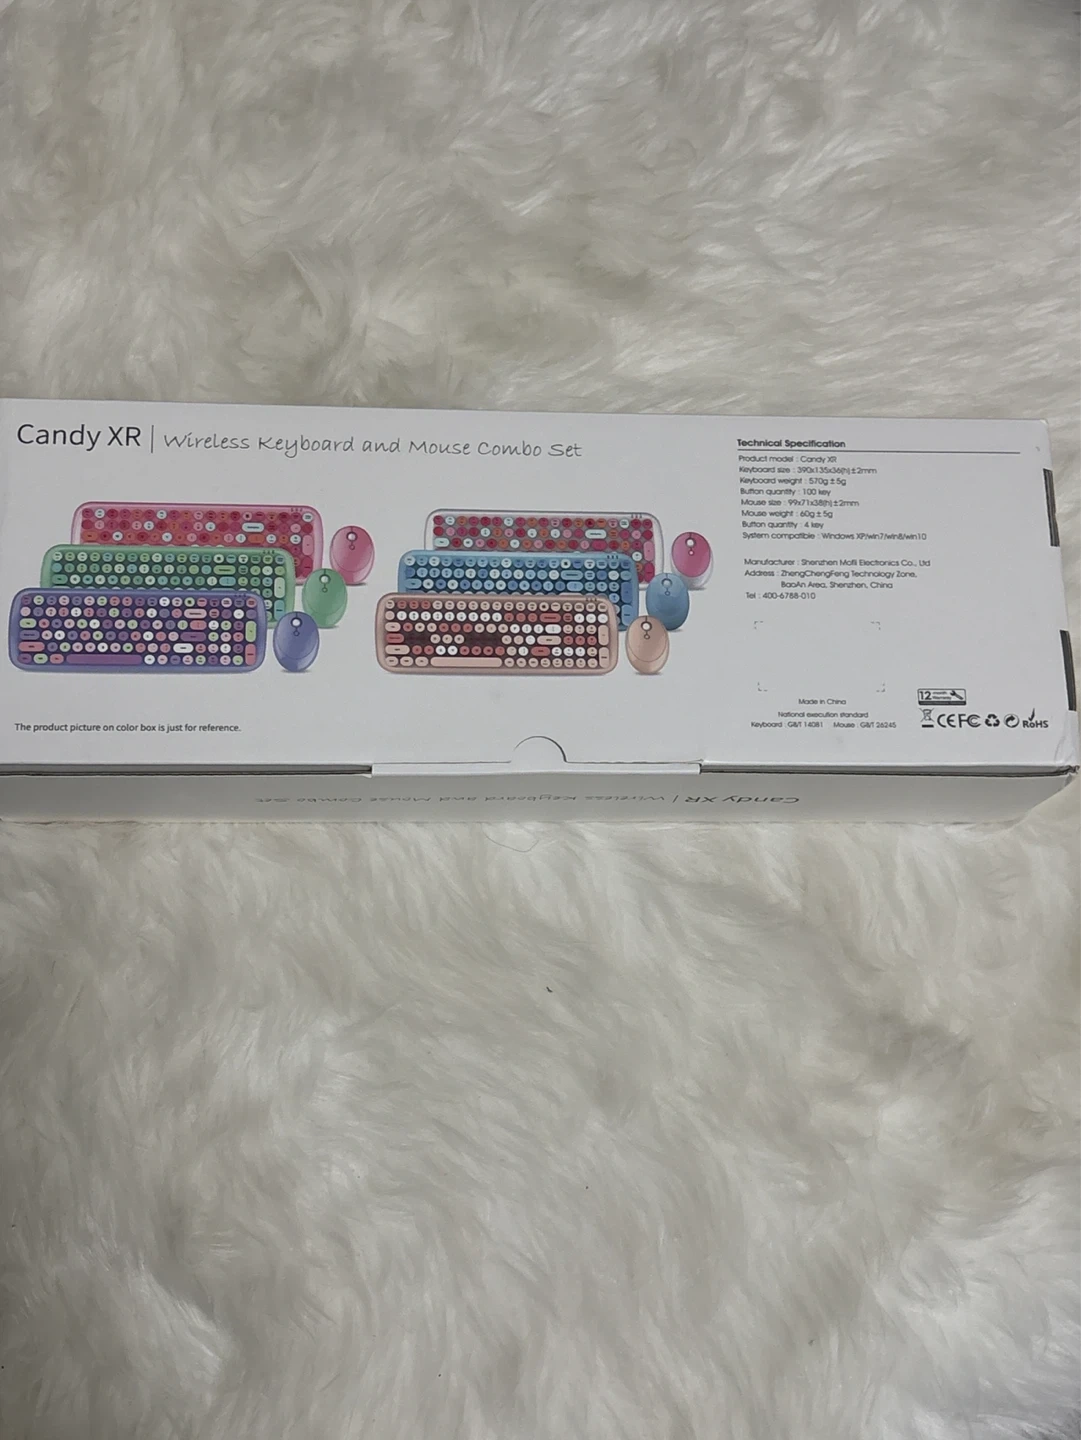 Candy XR | Wireless Keyboard and Mouse Combo Set
Technical Specification
Product model : Candy XR
Keyboard size : 390x135x36(h)±2mm
Keyboard weight : 570g±5g
Button quantity : 100 key
Mouse size : 99x71x38(h)±2mm
Mouse weight : 60g±5g
Button quantity : 4 key
System compatible : Windows XP/win7/win8/win10
Manufacturer : Shenzhen Mofii Electronics Co., Ltd
Address : ZhengChengFeng Technology Zone,
BaoAn Area, Shenzhen, China
Tel : 400-6788-010
Made in China
National execution standard
Keyboard : GB/T 14081 Mouse : GB/T 26245
12 month Warranty
CE FC RoHS
The product picture on color box is just for reference.
Candy XR | Wireless Keyboard and Mouse Combo Set